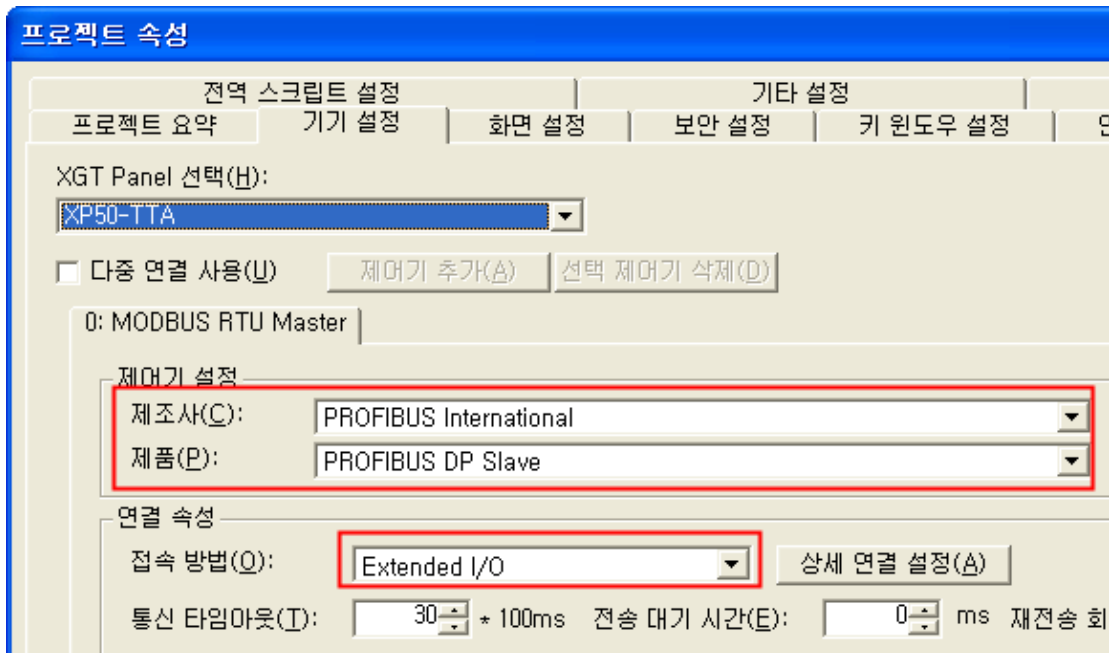 프로젝트 속성
전역 스크립트 설정 기타 설정
프로젝트 요약 기기 설정 화면 설정 보안 설정 키 윈도우 설정
XGT Panel 선택(H):
XP50-TTA
다중 연결 사용(U) 제어기 추가(A) 선택 제어기 삭제(D)
0: MODBUS RTU Master
제어기 설정
제조사(C): PROFIBUS International
제품(P): PROFIBUS DP Slave
연결 속성
접속 방법(O): Extended I/O 상세 연결 설정(A)
통신 타임아웃(T): 30 * 100ms 전송 대기 시간(E): 0 ms 재전송 회